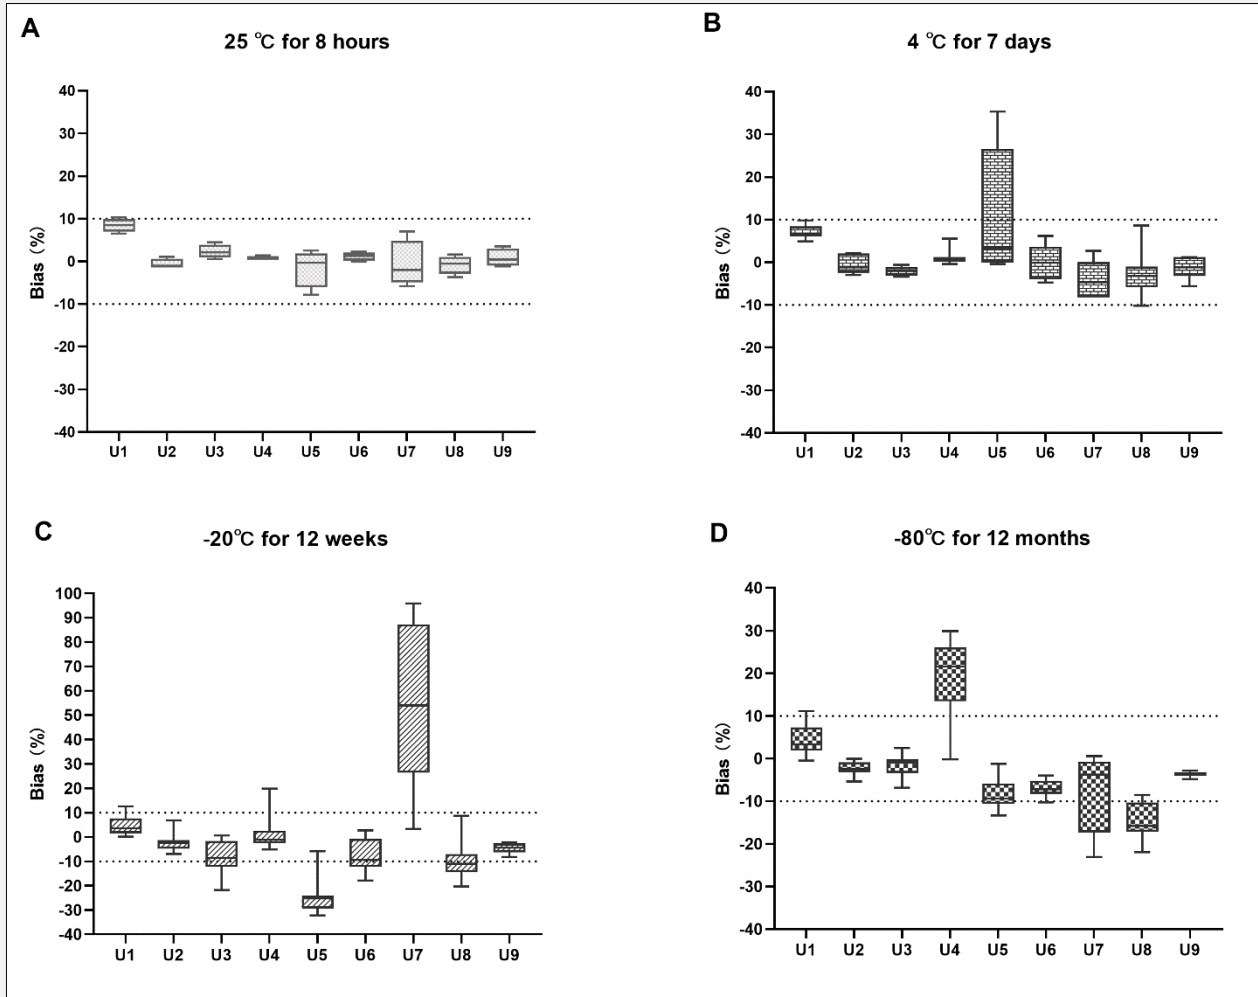 A
25 ℃ for 8 hours
Bias (%)
40
30
20
10
0
-10
-20
-30
-40
U1 U2 U3 U4 U5 U6 U7 U8 U9
B
4 ℃ for 7 days
Bias (%)
40
30
20
10
0
-10
-20
-30
-40
U1 U2 U3 U4 U5 U6 U7 U8 U9
C
-20℃ for 12 weeks
Bias (%)
100
90
80
70
60
50
40
30
20
10
0
-10
-20
-30
-40
U1 U2 U3 U4 U5 U6 U7 U8 U9
D
-80℃ for 12 months
Bias (%)
40
30
20
10
0
-10
-20
-30
-40
U1 U2 U3 U4 U5 U6 U7 U8 U9